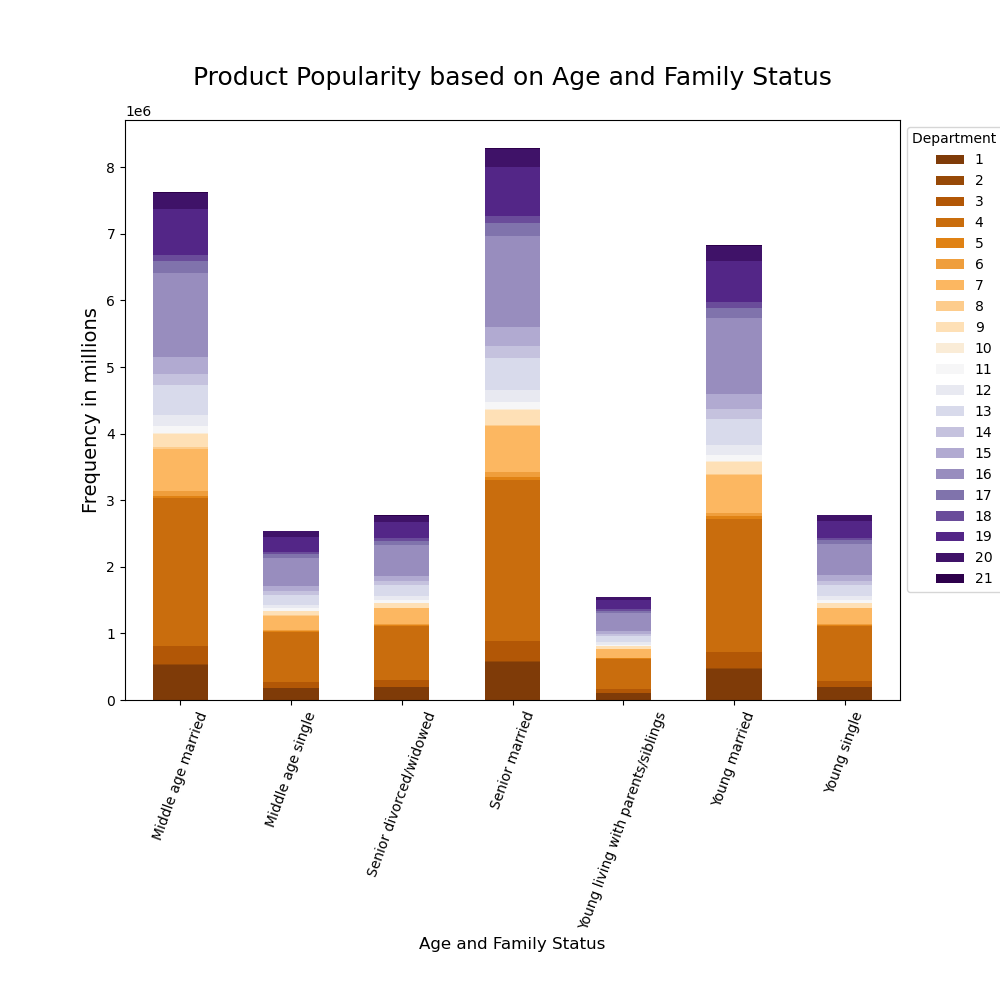 Product Popularity based on Age and Family Status
1e6
8
7
6
5
4
3
2
1
0
Frequency in millions
Middle age married
Middle age single
Senior divorced/widowed
Senior married
Young living with parents/siblings
Young married
Young single
Age and Family Status
Department
1
2
3
4
5
6
7
8
9
10
11
12
13
14
15
16
17
18
19
20
21